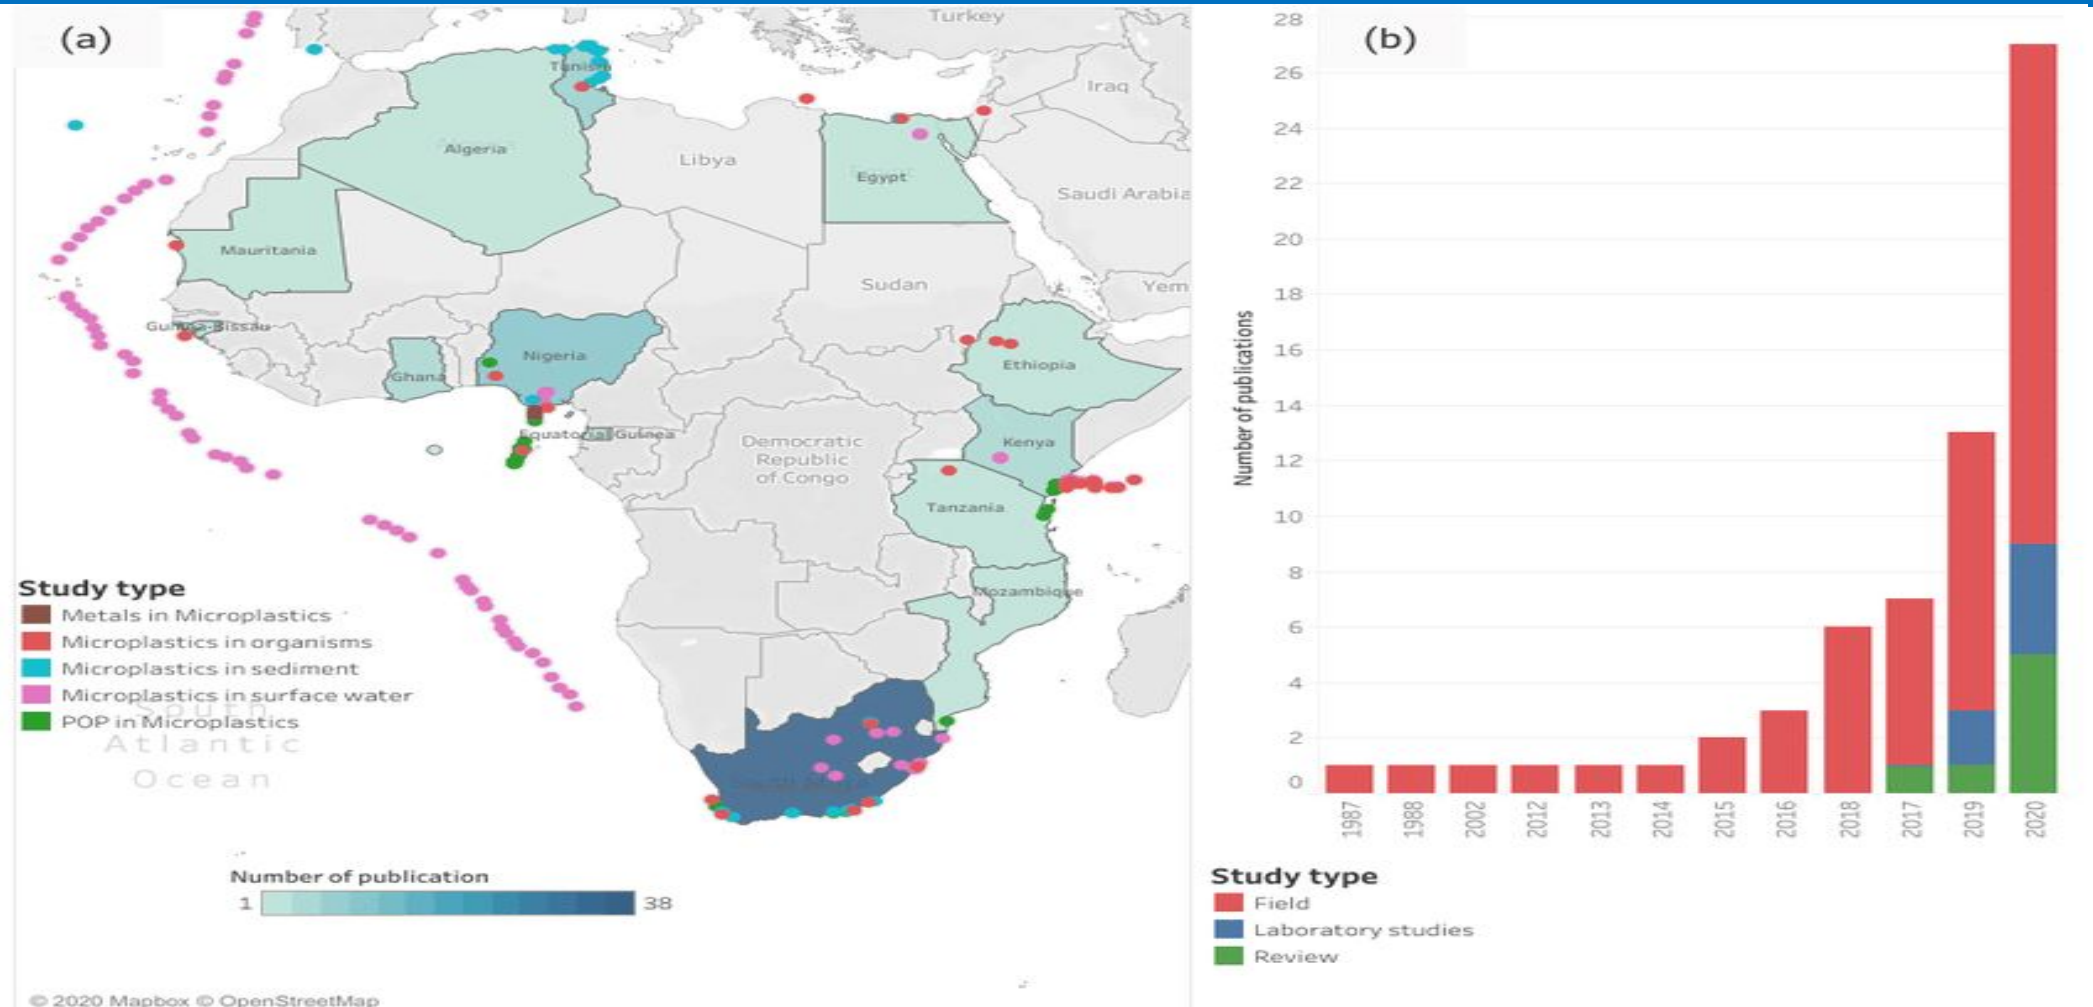 (a)
Turkey
Tunisia
Iraq
Algeria
Libya
Egypt
Saudi Arabia
Mauritania
Sudan
Yem
Guinea-Bissau
Nigeria
Ethiopia
Ghana
Equatorial Guinea
Democratic
Republic
of Congo
Kenya
Tanzania
Mozambique
South Africa
Study type
Metals in Microplastics
Microplastics in organisms
Microplastics in sediment
Microplastics in surface water
POP in Microplastics
South
Atlantic
Ocean
Number of publication
1 38
© 2020 Mapbox © OpenStreetMap
(b)
Number of publications
28
26
24
22
20
18
16
14
12
10
8
6
4
2
0
1987 1988 2002 2012 2013 2014 2015 2016 2018 2017 2019 2020
Study type
Field
Laboratory studies
Review